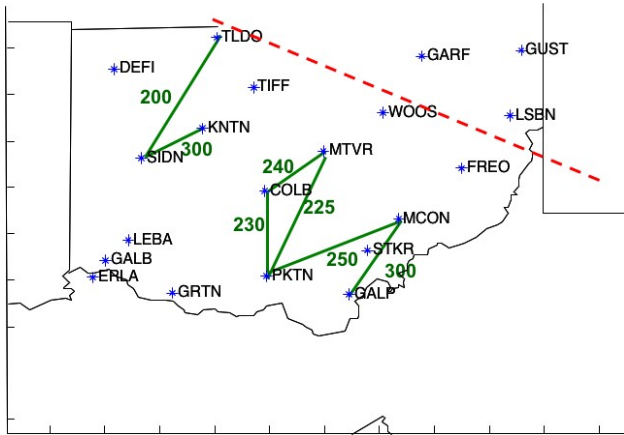 TLDO
GUST
GARF
DEFI
TIFF
200
WOOS
LSBN
KNTN
300
MTVR
SIDN
240
FREO
COLB
225
230
MCON
LEBA
STKR
GALB
250
ERLA
PKTN
300
GRTN
GALP